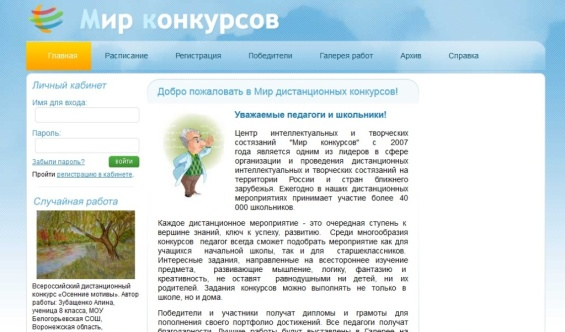 Мир конкурсов
Главная Расписание Регистрация Победители Галерея работ Архив Справка
Личный кабинет
Имя для входа:
Пароль:
Забыли пароль? войти
Пройти регистрацию в кабинете.
Случайная работа
Всероссийский дистанционный
конкурс «Осенние мотивы». Автор
работы: Зубащенко Алина,
ученица 8 класса, МОУ
Белогорьевская СОШ,
Воронежская область,
Добро пожаловать в Мир дистанционных конкурсов!
Уважаемые педагоги и школьники!
Центр интеллектуальных и творческих
состязаний "Мир конкурсов" с 2007
года является одним из лидеров в сфере
организации и проведения дистанционных
интеллектуальных и творческих состязаний на
территории России и стран ближнего
зарубежья. Ежегодно в наших дистанционных
мероприятиях принимает участие более 40
000 школьников.
Каждое дистанционное мероприятие - это очередная ступень к
вершине знаний, ключ к успеху, развитию. Среди многообразия
конкурсов педагог всегда сможет подобрать мероприятие как для
учащихся начальной школы, так и для старшеклассников.
Интересные задания, направленные на всестороннее изучение
предмета, развивающие мышление, логику, фантазию и
креативность, не оставят равнодушными ни детей, ни их
родителей. Задания конкурсов можно выполнять не только в
школе, но и дома.
Победители и участники получат дипломы и грамоты для
пополнения своего портфолио достижений. Все педагоги получат
благодарности. Лучшие работы будут выставлены в Галерее на